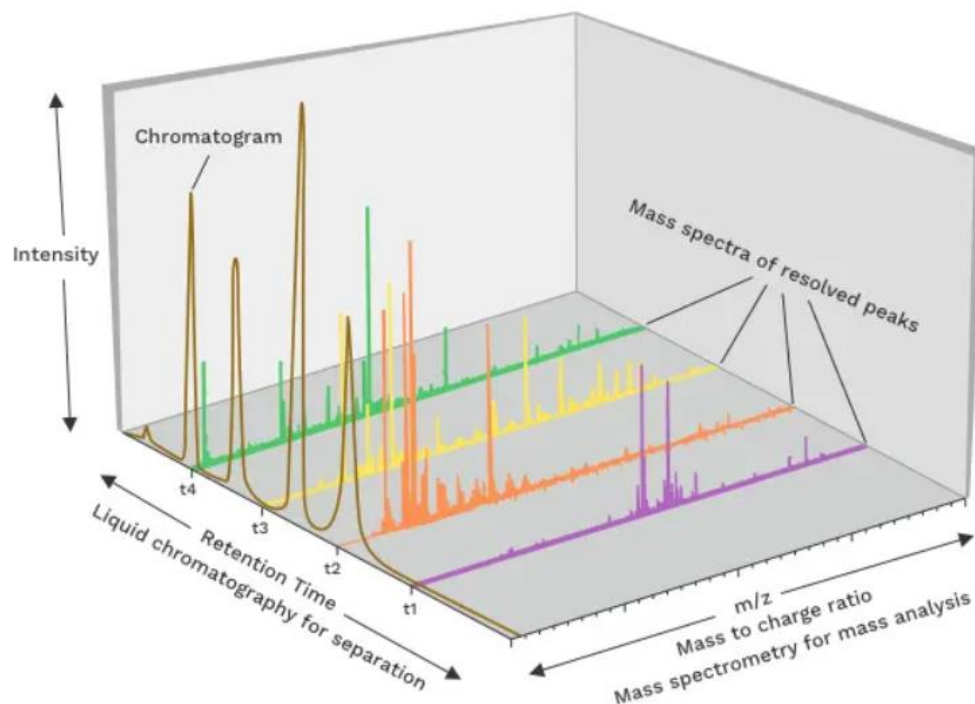 Chromatogram
Intensity
Mass spectra of resolved peaks
t4
t3
t2
t1
Retention Time
Liquid chromatography for separation
m/z
Mass to charge ratio
Mass spectrometry for mass analysis